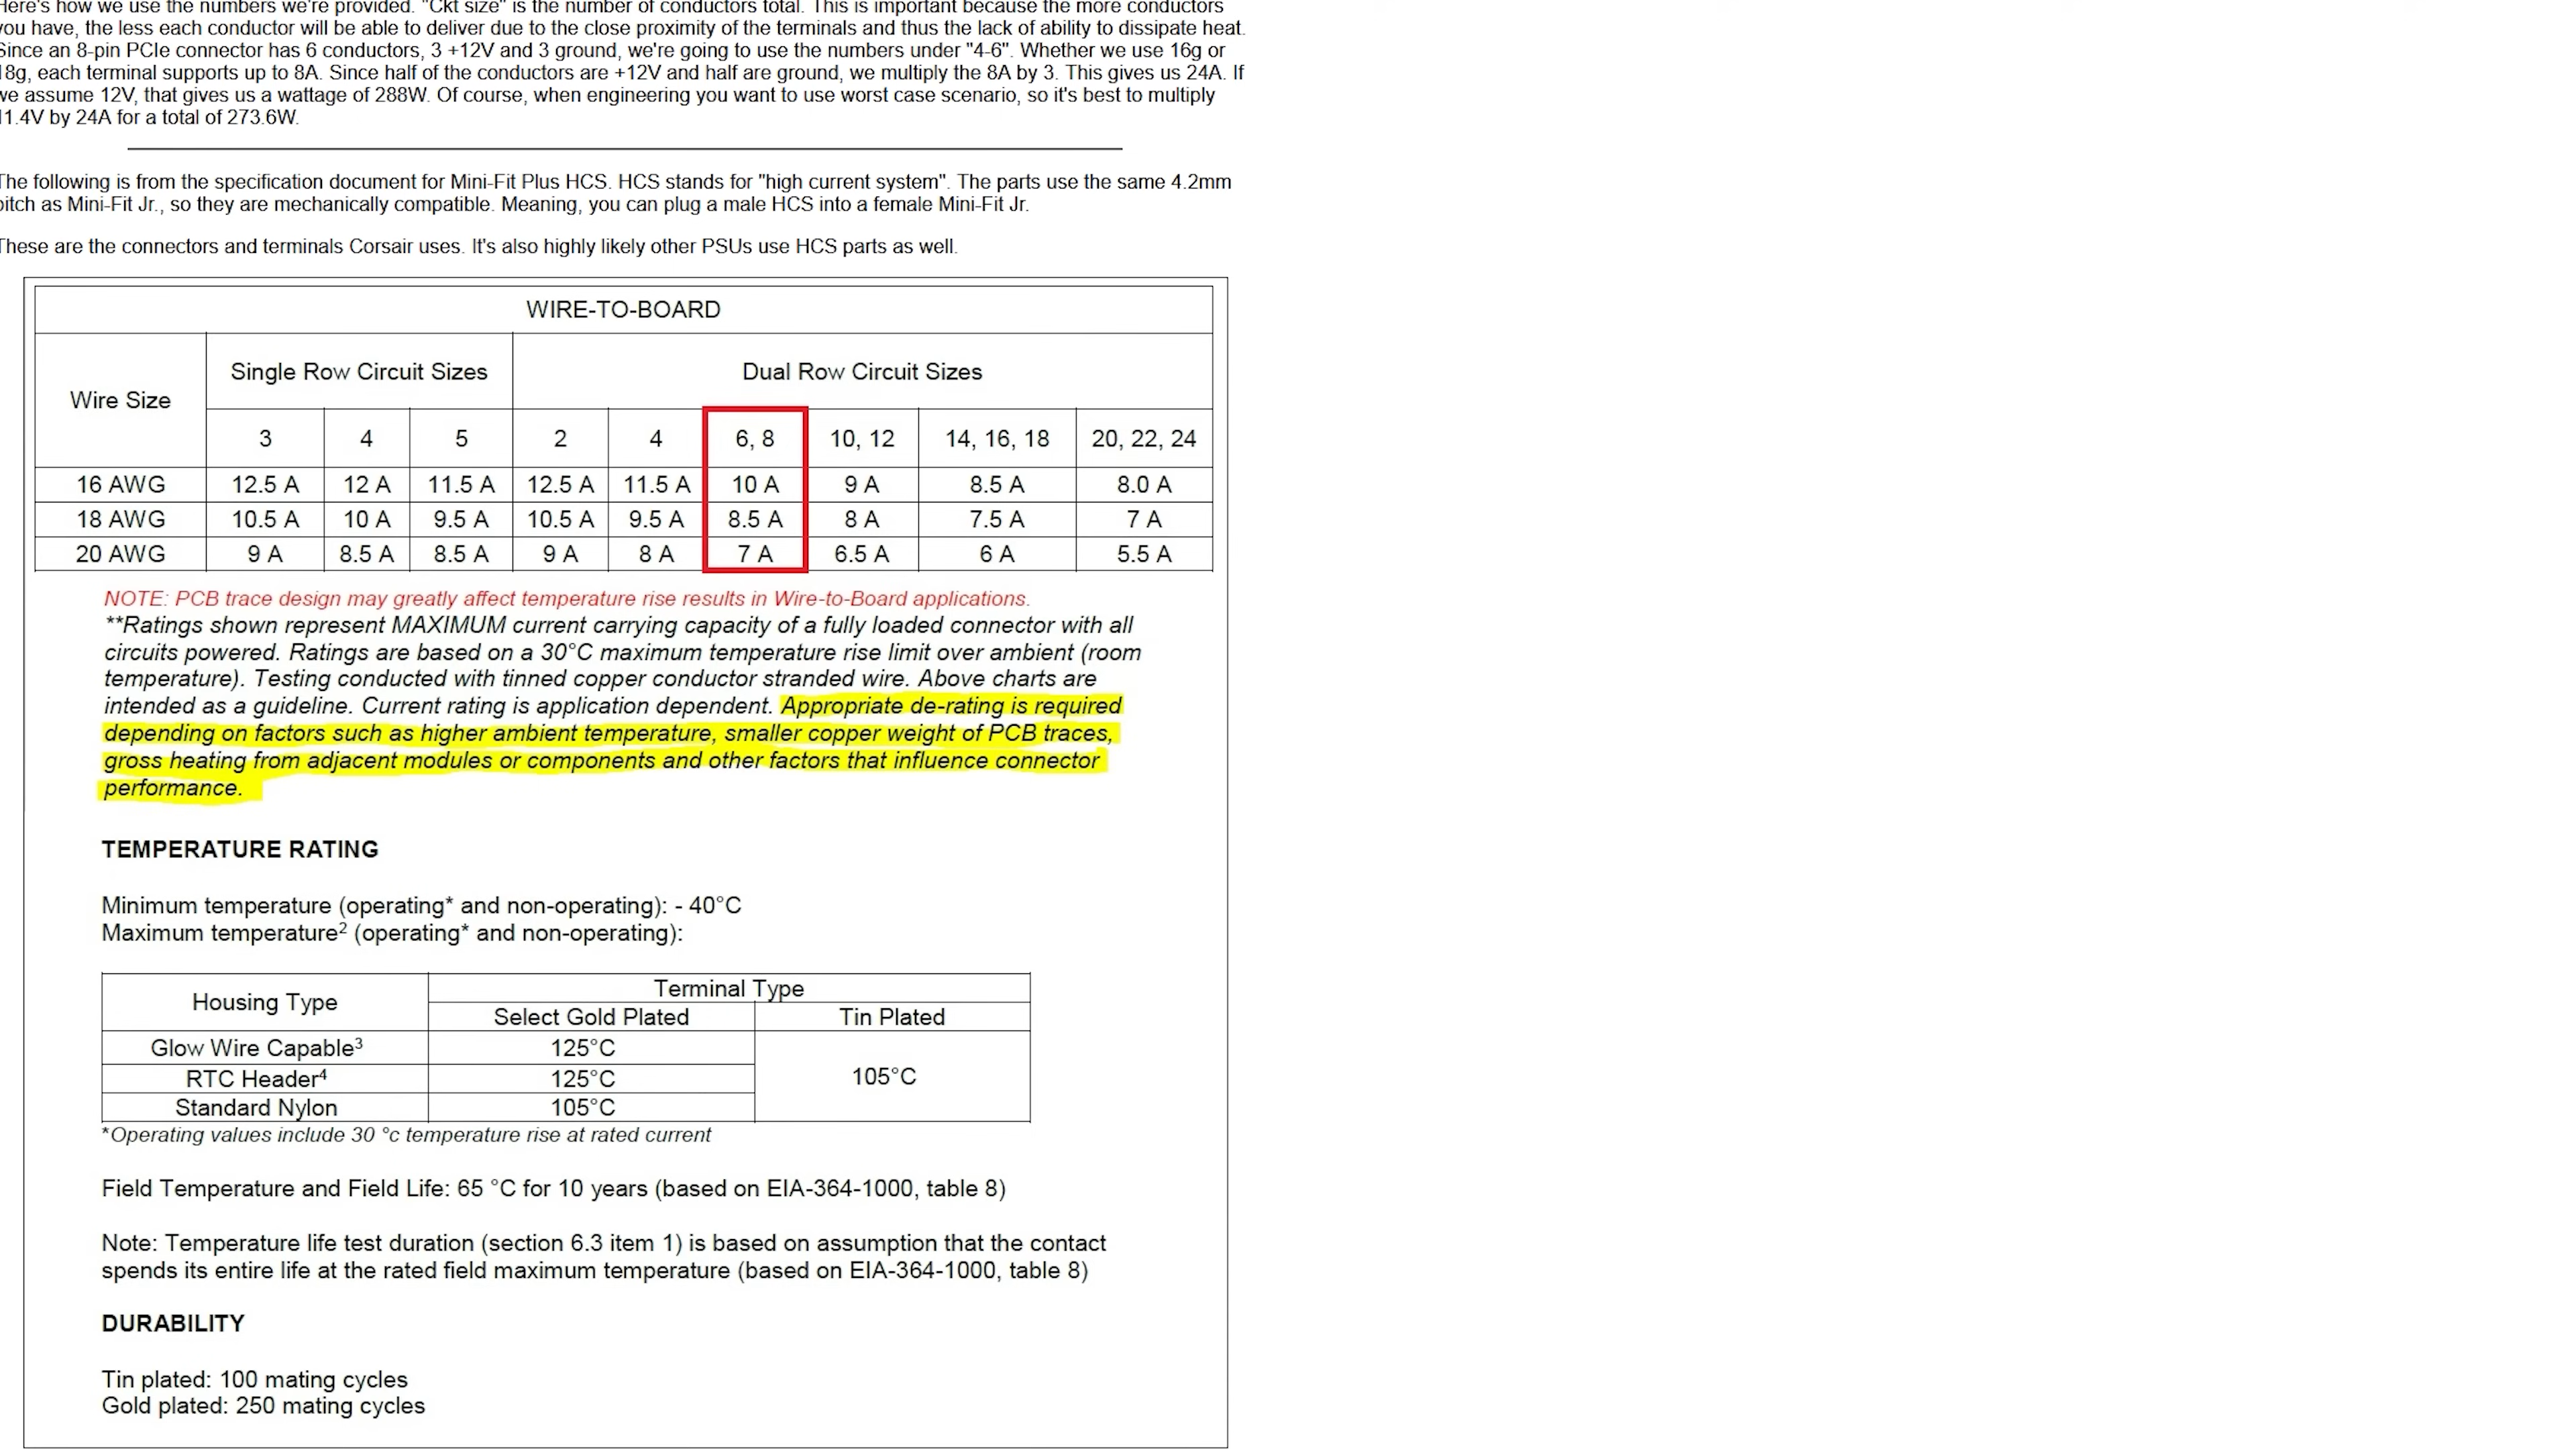 Here's how we use the numbers we're provided. "Ckt size" is the number of conductors total. This is important because the more conductors
you have, the less each conductor will be able to deliver due to the close proximity of the terminals and thus the lack of ability to dissipate heat.
Since an 8-pin PCIe connector has 6 conductors, 3 +12V and 3 ground, we're going to use the numbers under "4-6". Whether we use 16g or
18g, each terminal supports up to 8A. Since half of the conductors are +12V and half are ground, we multiply the 8A by 3. This gives us 24A. If
we assume 12V, that gives us a wattage of 288W. Of course, when engineering you want to use worst case scenario, so it's best to multiply
11.4V by 24A for a total of 273.6W.
The following is from the specification document for Mini-Fit Plus HCS. HCS stands for "high current system". The parts use the same 4.2mm
pitch as Mini-Fit Jr., so they are mechanically compatible. Meaning, you can plug a male HCS into a female Mini-Fit Jr.
These are the connectors and terminals Corsair uses. It's also highly likely other PSUs use HCS parts as well.
WIRE-TO-BOARD
Wire Size Single Row Circuit Sizes Dual Row Circuit Sizes
3 4 5 2 4 6, 8 10, 12 14, 16, 18 20, 22, 24
16 AWG 12.5 A 12 A 11.5 A 12.5 A 11.5 A 10 A 9 A 8.5 A 8.0 A
18 AWG 10.5 A 10 A 9.5 A 10.5 A 9.5 A 8.5 A 8 A 7.5 A 7 A
20 AWG 9 A 8.5 A 8.5 A 9 A 8 A 7 A 6.5 A 6 A 5.5 A
NOTE: PCB trace design may greatly affect temperature rise results in Wire-to-Board applications.
**Ratings shown represent MAXIMUM current carrying capacity of a fully loaded connector with all
circuits powered. Ratings are based on a 30°C maximum temperature rise limit over ambient (room
temperature). Testing conducted with tinned copper conductor stranded wire. Above charts are
intended as a guideline. Current rating is application dependent. Appropriate de-rating is required
depending on factors such as higher ambient temperature, smaller copper weight of PCB traces,
gross heating from adjacent modules or components and other factors that influence connector
performance.
TEMPERATURE RATING
Minimum temperature (operating* and non-operating): - 40°C
Maximum temperature² (operating* and non-operating):
Housing Type Terminal Type
Select Gold Plated Tin Plated
Glow Wire Capable³ 125°C 105°C
RTC Header⁴ 125°C
Standard Nylon 105°C
*Operating values include 30 °c temperature rise at rated current
Field Temperature and Field Life: 65 °C for 10 years (based on EIA-364-1000, table 8)
Note: Temperature life test duration (section 6.3 item 1) is based on assumption that the contact
spends its entire life at the rated field maximum temperature (based on EIA-364-1000, table 8)
DURABILITY
Tin plated: 100 mating cycles
Gold plated: 250 mating cycles